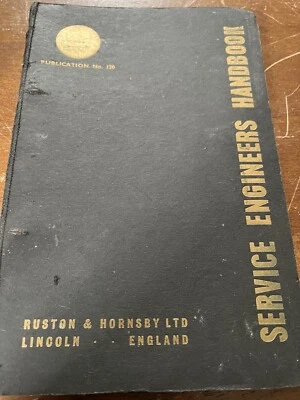 PUBLICATION No.
SERVICE ENGINEERS HANDBOOK
RUSTON & HORNSBY LTD
LINCOLN . ENGLAND